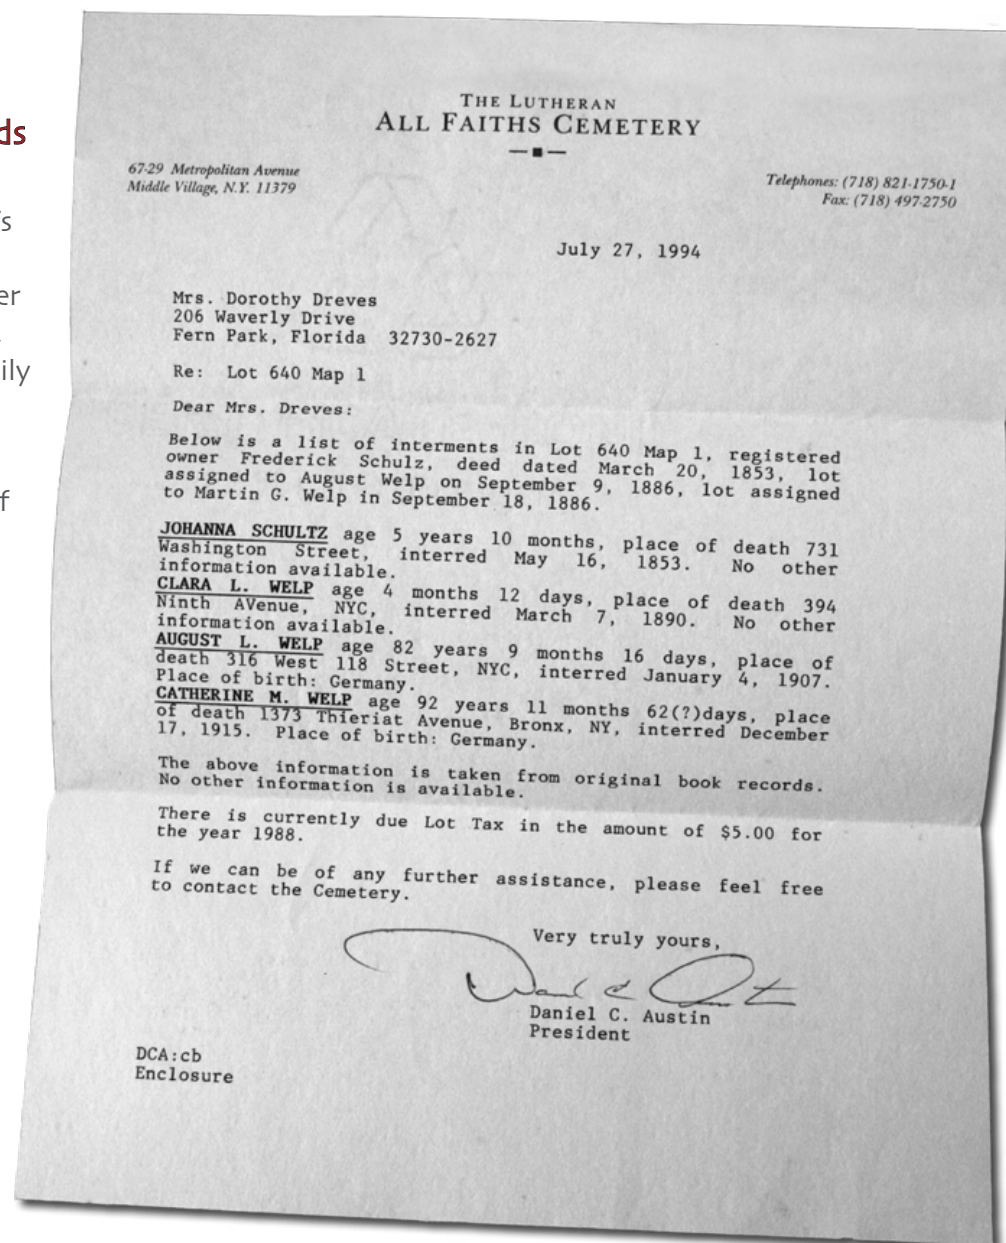 ds
's
er
ily
f
THE LUTHERAN
ALL FAITHS CEMETERY
67-29 Metropolitan Avenue
Middle Village, N.Y. 11379
Telephones: (718) 821-1750-1
Fax: (718) 497-2750
July 27, 1994
Mrs. Dorothy Dreves
206 Waverly Drive
Fern Park, Florida 32730-2627
Re: Lot 640 Map 1
Dear Mrs. Dreves:
Below is a list of interments in Lot 640 Map 1, registered
owner Frederick Schulz, deed dated March 20, 1853, lot
assigned to August Welp on September 9, 1886, lot assigned
to Martin G. Welp in September 18, 1886.
JOHANNA SCHULTZ age 5 years 10 months, place of death 731
Washington Street, interred May 16, 1853. No other
information available.
CLARA L. WELP age 4 months 12 days, place of death 394
Ninth AVenue, NYC, interred March 7, 1890. No other
information available.
AUGUST L. WELP age 82 years 9 months 16 days, place of
death 316 West 118 Street, NYC, interred January 4, 1907.
Place of birth: Germany.
CATHERINE M. WELP age 92 years 11 months 62(?)days, place
of death 1373 Thieriat Avenue, Bronx, NY, interred December
17, 1915. Place of birth: Germany.
The above information is taken from original book records.
No other information is available.
There is currently due Lot Tax in the amount of $5.00 for
the year 1988.
If we can be of any further assistance, please feel free
to contact the Cemetery.
Very truly yours,
Daniel C. Austin
President
DCA:cb
Enclosure